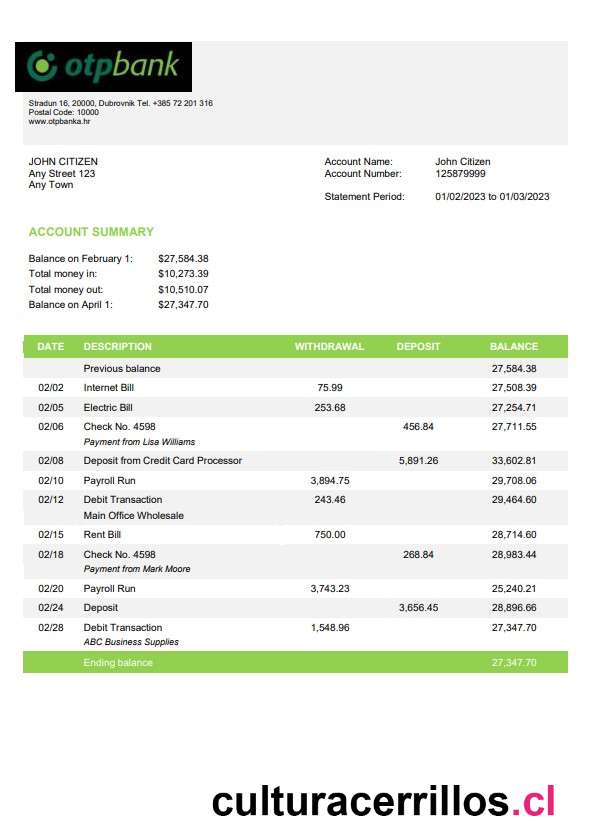 otpbank
Stradun 16, 20000, Dubrovnik Tel. +385 72 201 316
Postal Code: 10000
www.otpbanka.hr
JOHN CITIZEN
Any Street 123
Any Town
Account Name: John Citizen
Account Number: 125879999
Statement Period: 01/02/2023 to 01/03/2023
ACCOUNT SUMMARY
Balance on February 1: $27,584.38
Total money in: $10,273.39
Total money out: $10,510.07
Balance on April 1: $27,347.70
DATE DESCRIPTION WITHDRAWAL DEPOSIT BALANCE
Previous balance 27,584.38
02/02 Internet Bill 75.99 27,508.39
02/05 Electric Bill 253.68 27,254.71
02/06 Check No. 4598 456.84 27,711.55
Payment from Lisa Williams
02/08 Deposit from Credit Card Processor 5,891.26 33,602.81
02/10 Payroll Run 3,894.75 29,708.06
02/12 Debit Transaction 243.46 29,464.60
Main Office Wholesale
02/15 Rent Bill 750.00 28,714.60
02/18 Check No. 4598 268.84 28,983.44
Payment from Mark Moore
02/20 Payroll Run 3,743.23 25,240.21
02/24 Deposit 3,656.45 28,896.66
02/28 Debit Transaction 1,548.96 27,347.70
ABC Business Supplies
Ending balance 27,347.70
culturacerrillos.cl